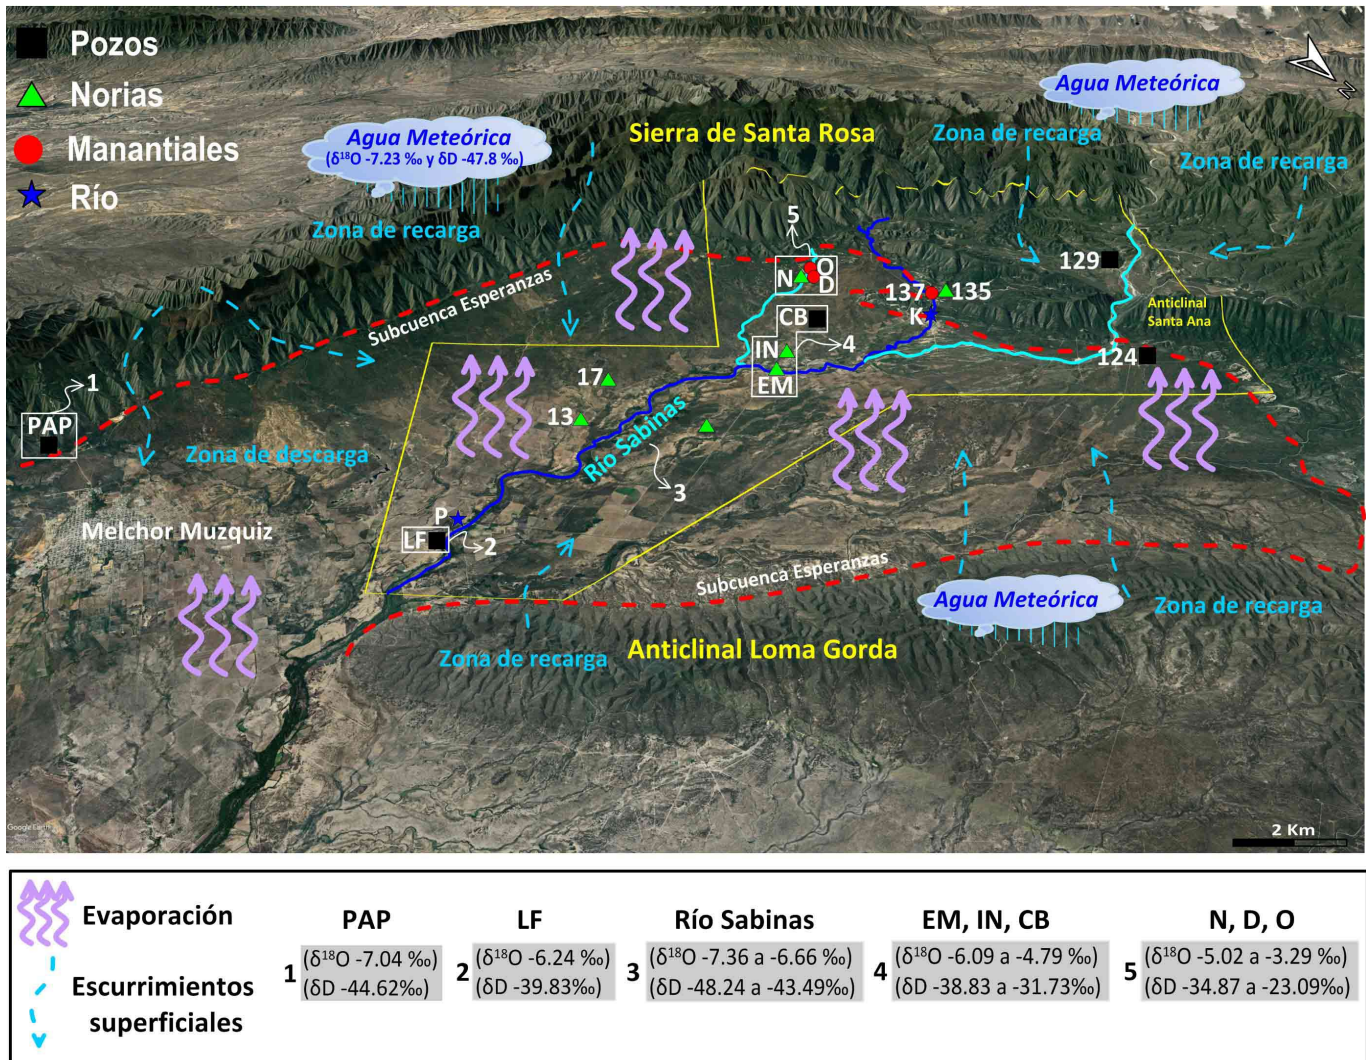 Pozos
Norias
Manantiales
Río
Agua Meteórica
(δ¹⁸O -7.23 ‰ y δD -47.8 ‰)
Zona de recarga
Sierra de Santa Rosa
Agua Meteórica
Zona de recarga
Zona de recarga
N
Subcuenca Esperanzas
5
O
N
D
CB
IN
4
EM
137
135
K
129
Anticlinal
Santa Ana
124
1
PAP
17
13
Río Sabinas
3
Zona de descarga
Melchor Muzquiz
P
LF
2
Subcuenca Esperanzas
Agua Meteórica
Zona de recarga
Zona de recarga
Anticlinal Loma Gorda
Google Earth
2 Km
Evaporación
Escurrimientos
superficiales
PAP
1
(δ¹⁸O -7.04 ‰)
(δD -44.62‰)
LF
2
(δ¹⁸O -6.24 ‰)
(δD -39.83‰)
Río Sabinas
3
(δ¹⁸O -7.36 a -6.66 ‰)
(δD -48.24 a -43.49‰)
EM, IN, CB
4
(δ¹⁸O -6.09 a -4.79 ‰)
(δD -38.83 a -31.73‰)
N, D, O
5
(δ¹⁸O -5.02 a -3.29 ‰)
(δD -34.87 a -23.09‰)